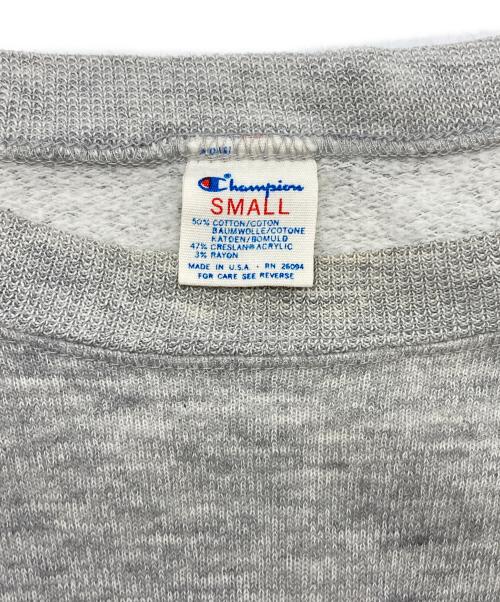 Champion
SMALL
50% COTTON/COTON
BAUMWOLLE/COTONE
KATOEN/BOMULD
47% CRESLAN® ACRYLIC
3% RAYON
MADE IN U.S.A. · RN 26094
FOR CARE SEE REVERSE